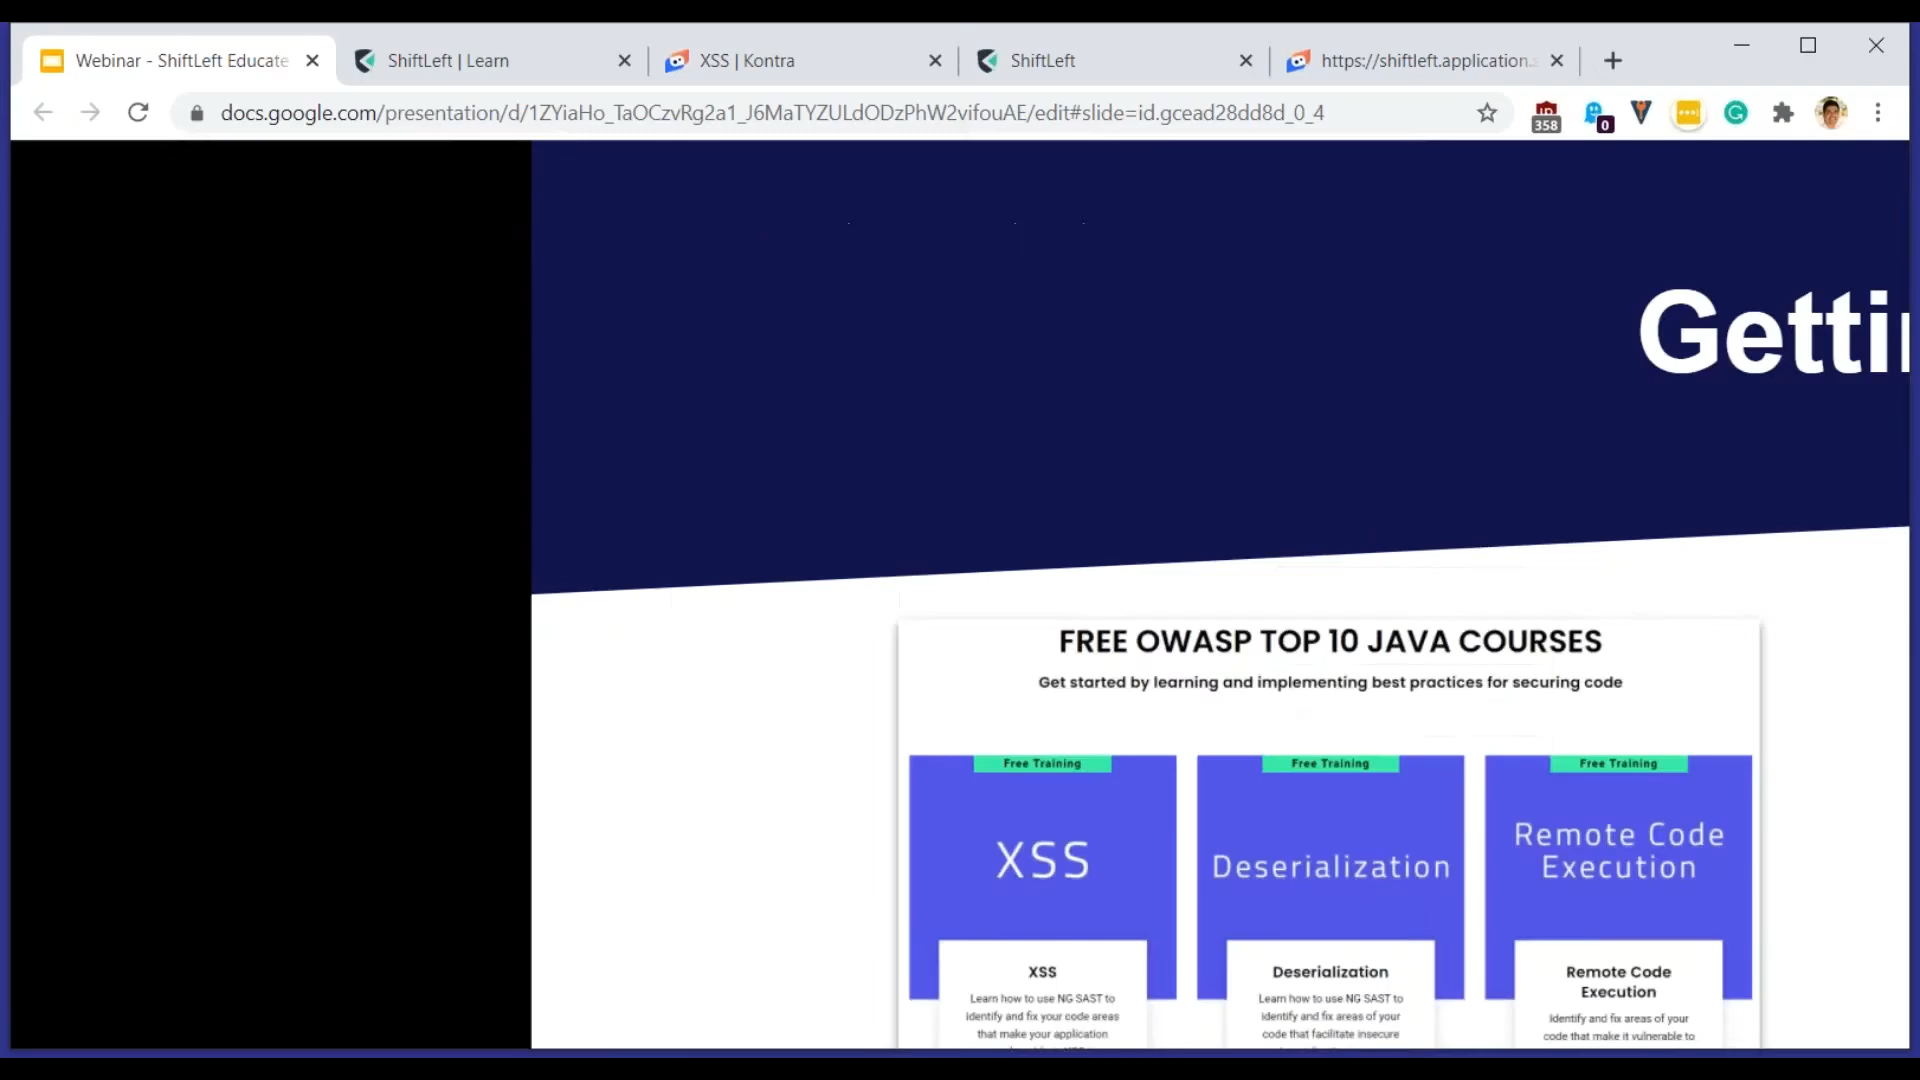 Webinar - ShiftLeft Educate
ShiftLeft | Learn
XSS | Kontra
ShiftLeft
https://shiftleft.application.s
docs.google.com/presentation/d/1ZYiaHo_TaOCzvRg2a1_J6MaTYZULdODzPhW2vifouAE/edit#slide=id.gcead28dd8d_0_4
358
0
Getti
FREE OWASP TOP 10 JAVA COURSES
Get started by learning and implementing best practices for securing code
Free Training
Free Training
Free Training
XSS
Deserialization
Remote Code
Execution
XSS
Learn how to use NG SAST to
identify and fix your code areas
that make your application
Deserialization
Learn how to use NG SAST to
identify and fix areas of your
code that facilitate insecure
Remote Code
Execution
Identify and fix areas of your
code that make it vulnerable to